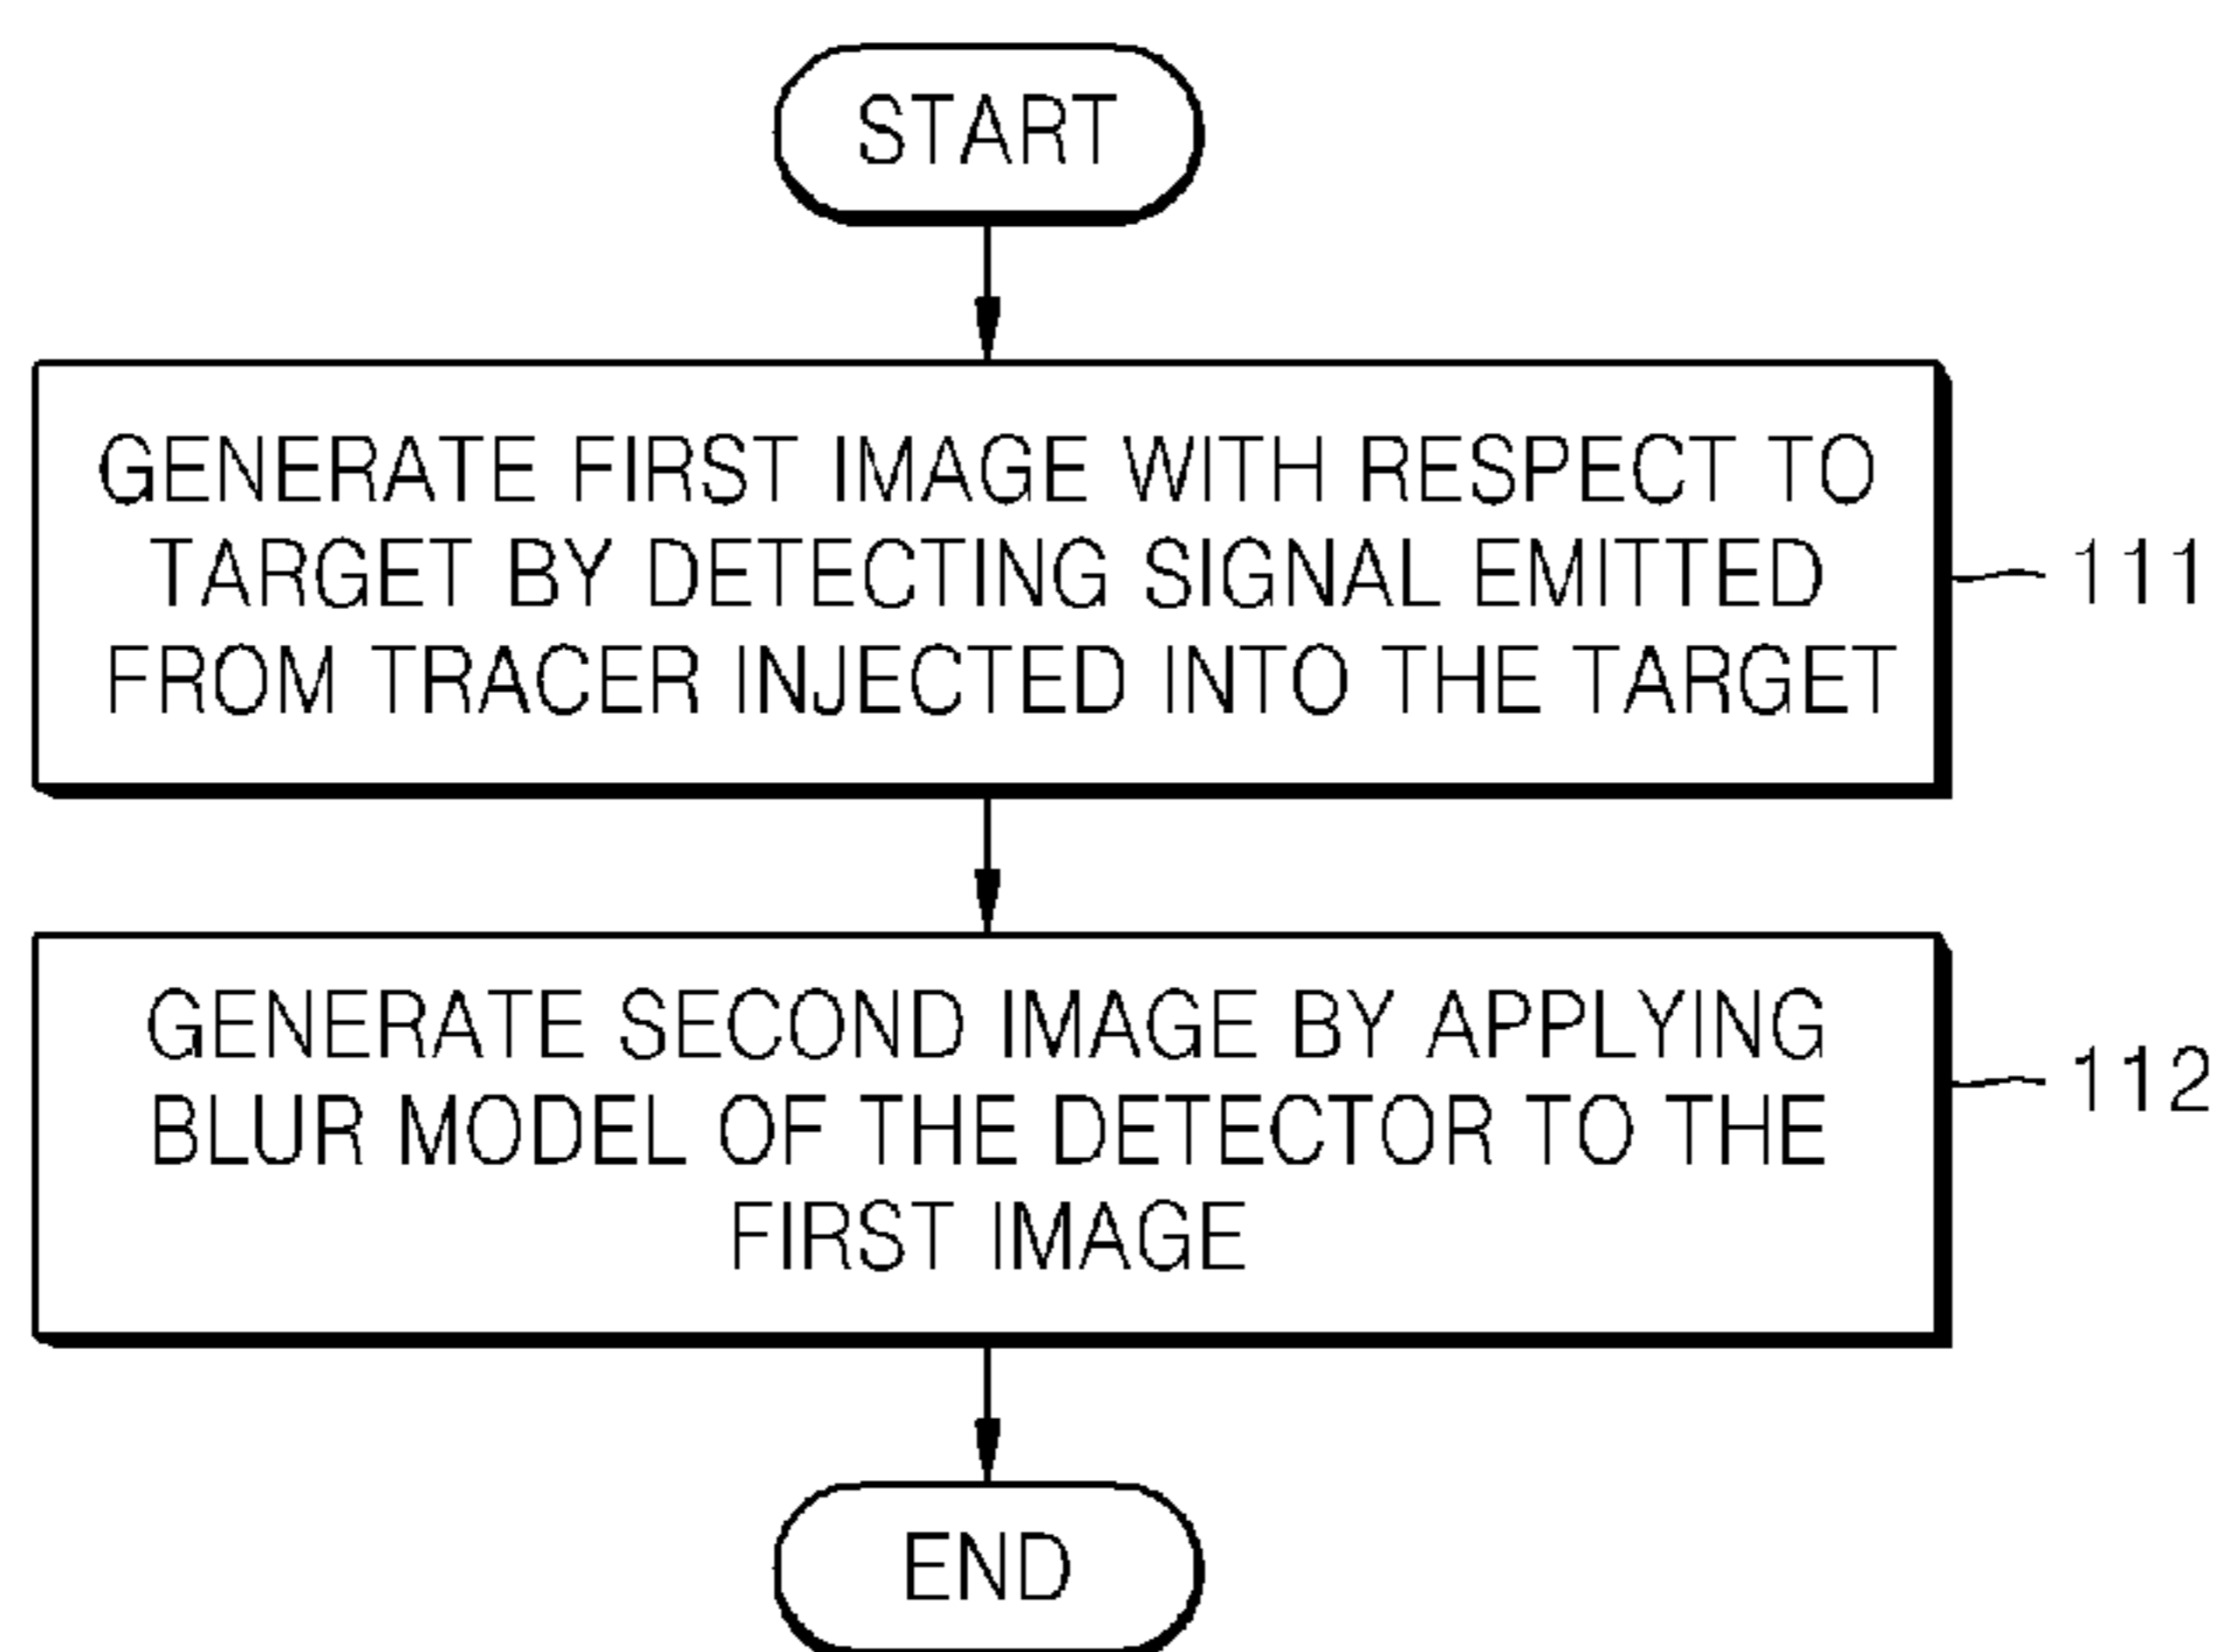 START
GENERATE FIRST IMAGE WITH RESPECT TO
TARGET BY DETECTING SIGNAL EMITTED
FROM TRACER INJECTED INTO THE TARGET
111
GENERATE SECOND IMAGE BY APPLYING
BLUR MODEL OF THE DETECTOR TO THE
FIRST IMAGE
112
END